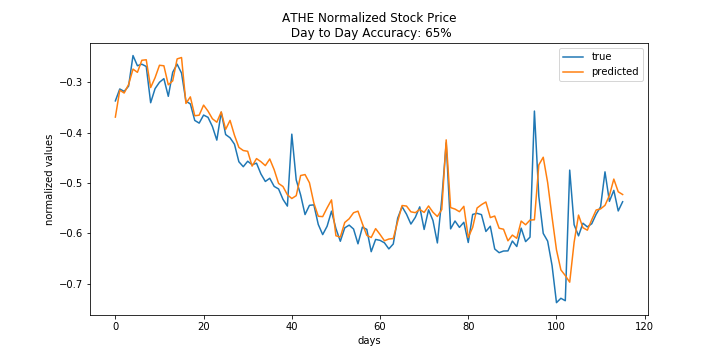 ATHE Normalized Stock Price
Day to Day Accuracy: 65%
true
predicted
normalized values
−0.3
−0.4
−0.5
−0.6
−0.7
0
20
40
60
80
100
120
days